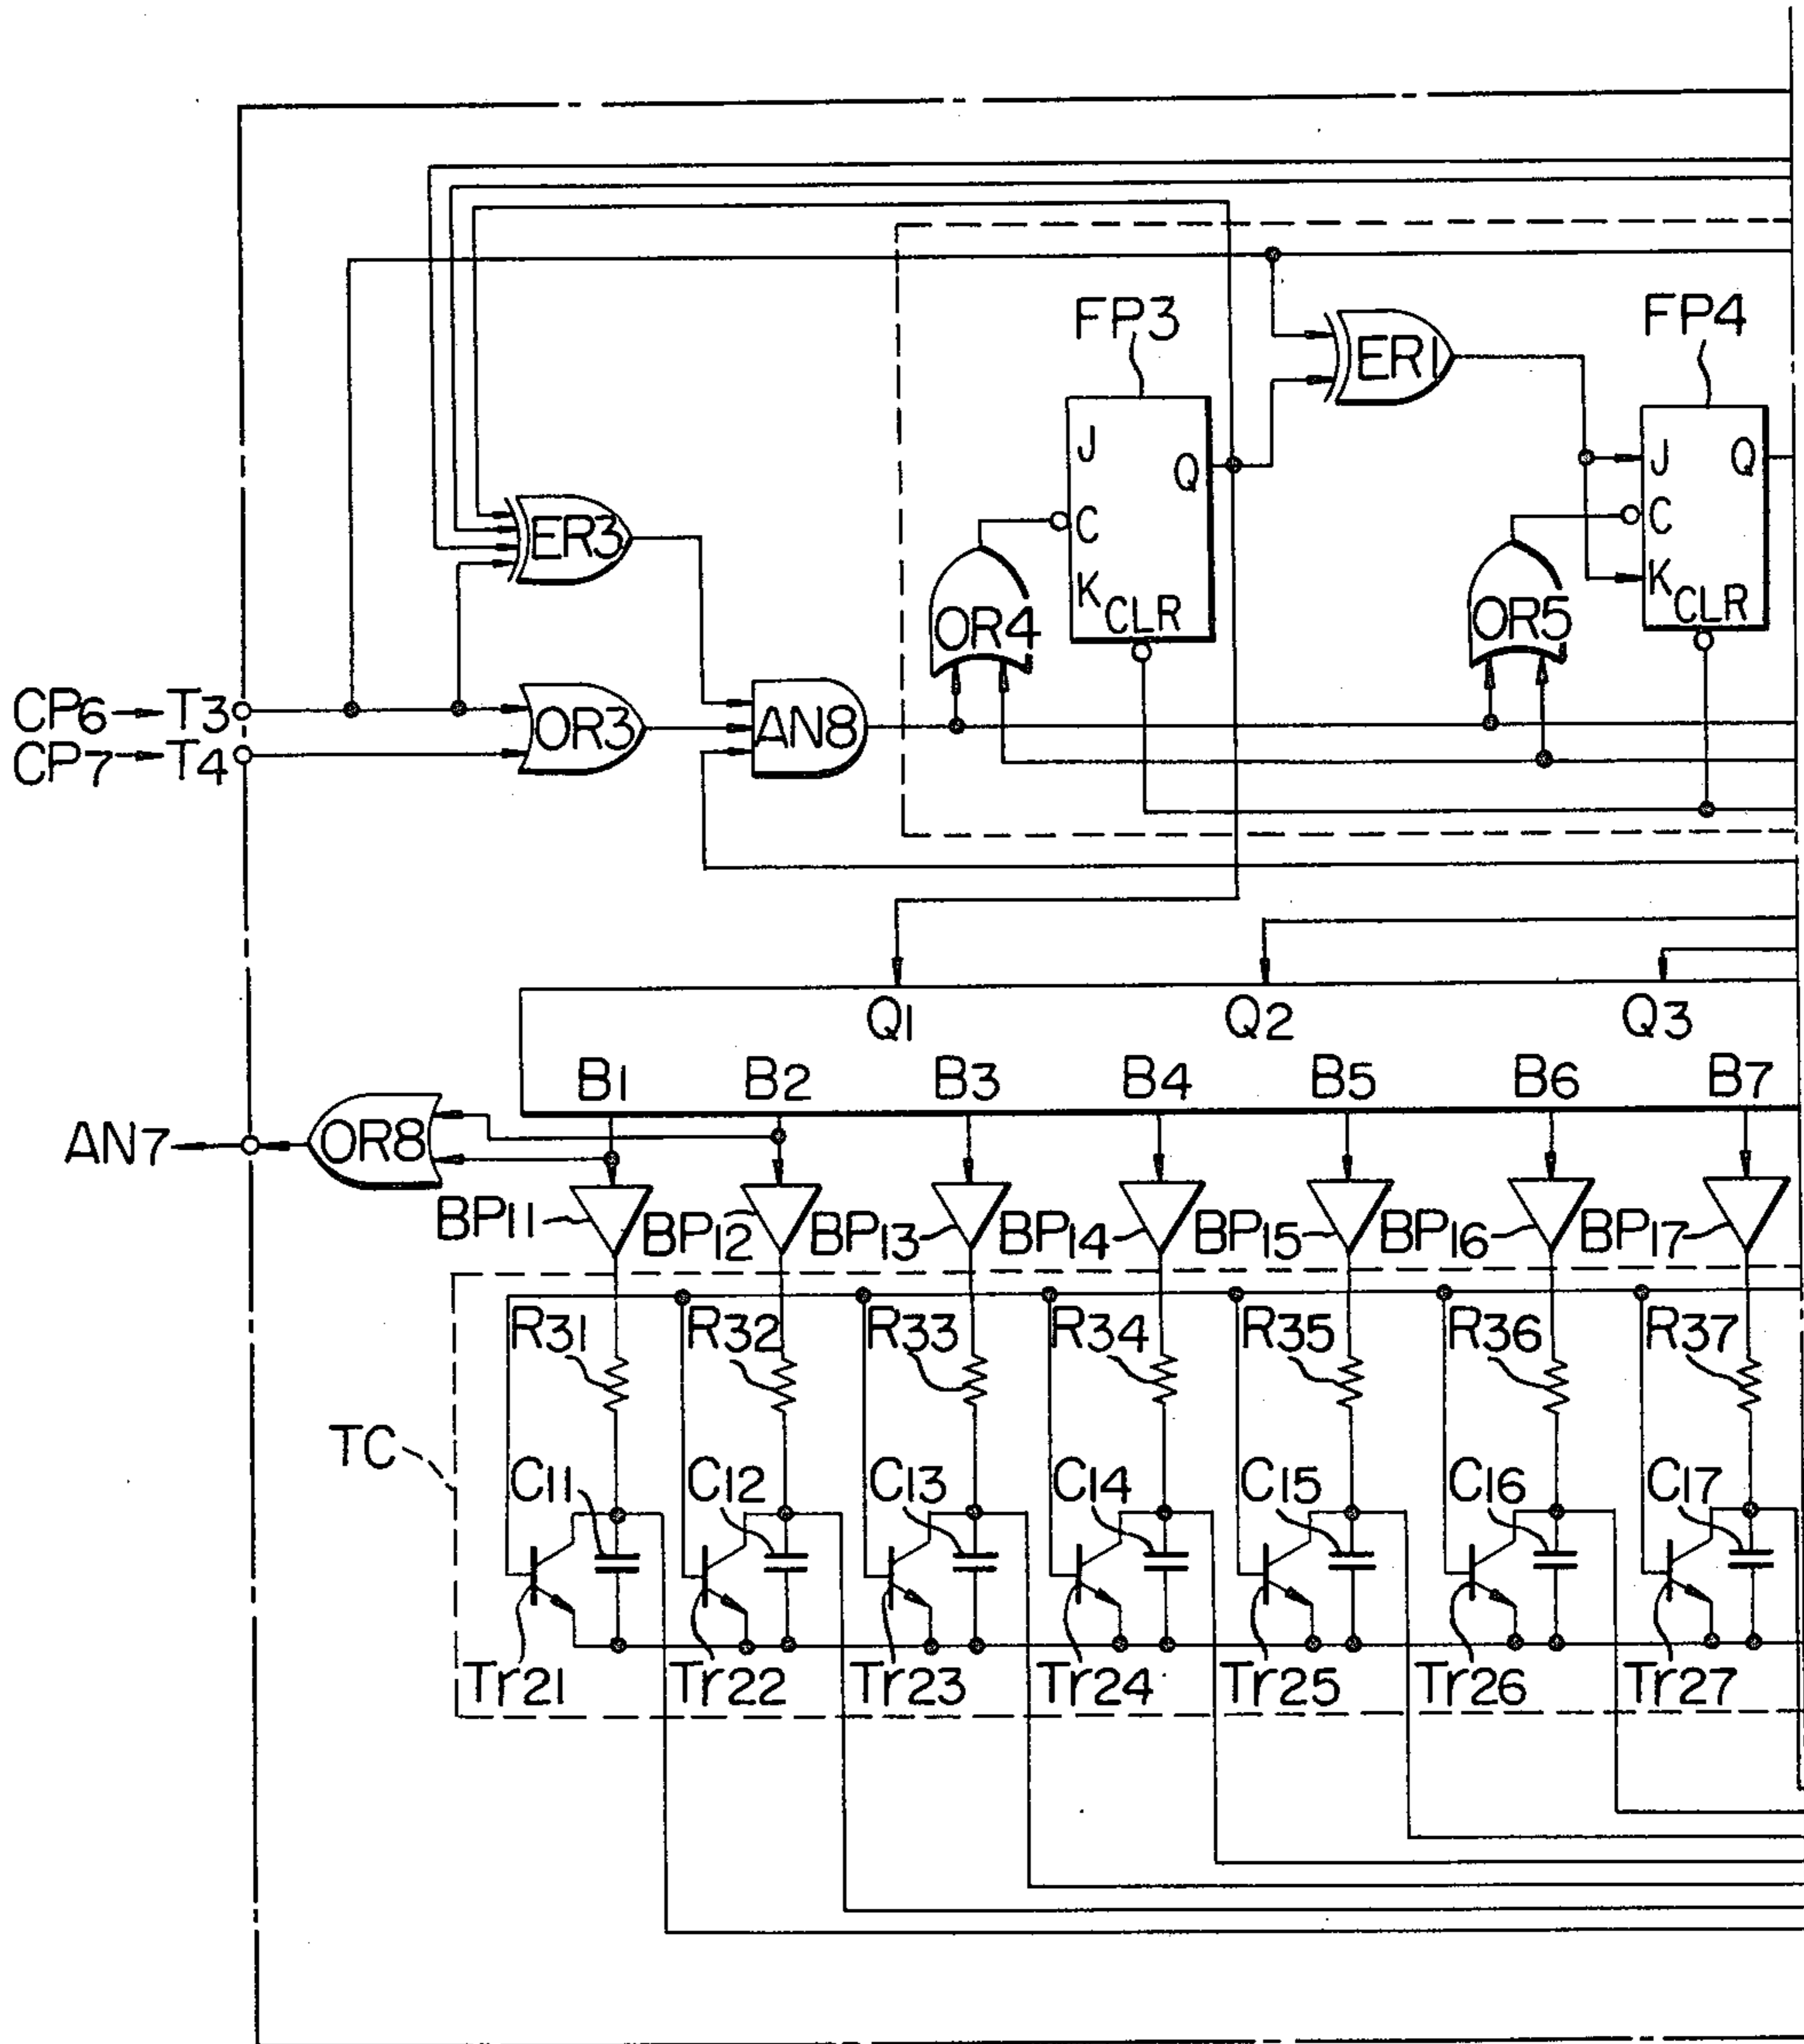 FP3
FP4
ER1
J
Q
J
Q
C
C
ER3
K
CLR
K
CLR
OR4
OR5
CP6 T3
OR3
AN8
CP7 T4
Q1
Q2
Q3
B1
B2
B3
B4
B5
B6
B7
AN7
OR8
BP11
BP12
BP13
BP14
BP15
BP16
BP17
R31
R32
R33
R34
R35
R36
R37
TC
C11
C12
C13
C14
C15
C16
C17
Tr21
Tr22
Tr23
Tr24
Tr25
Tr26
Tr27